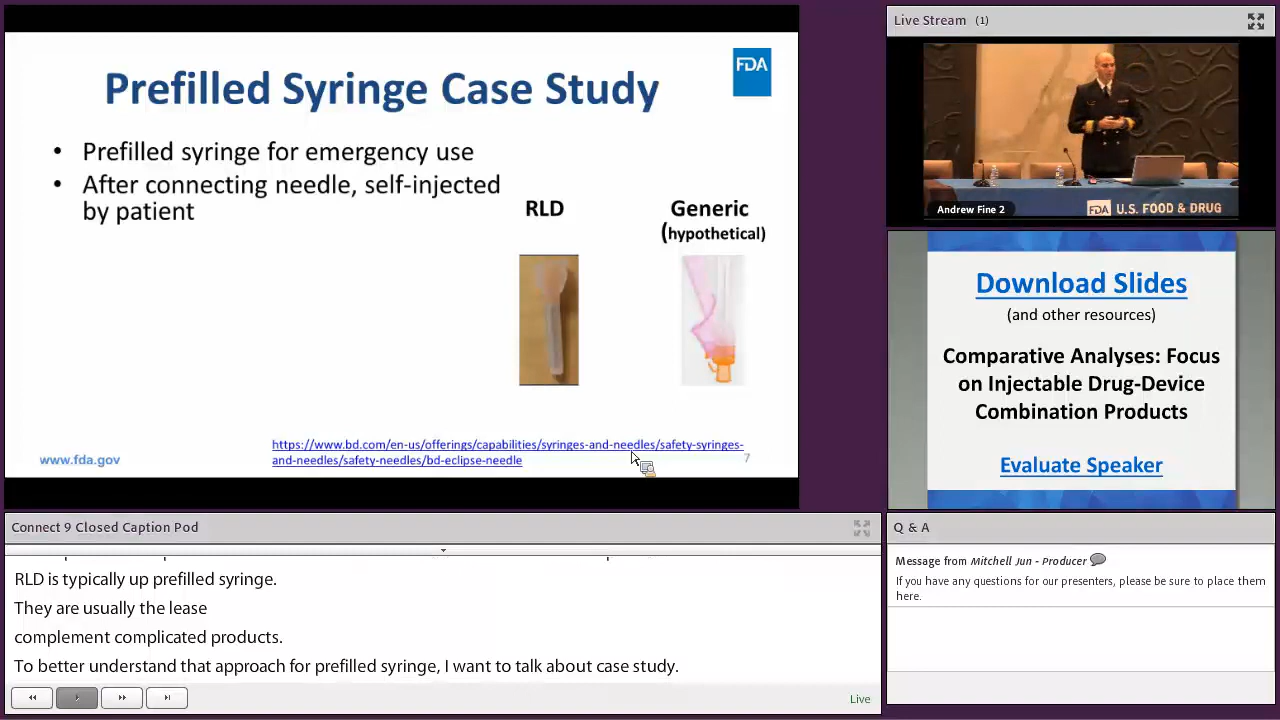 FDA
Prefilled Syringe Case Study
• Prefilled syringe for emergency use
• After connecting needle, self-injected
by patient
RLD
Generic
(hypothetical)
https://www.bd.com/en-us/offerings/capabilities/syringes-and-needles/safety-syringes-
and-needles/safety-needles/bd-eclipse-needle
www.fda.gov
7
Live Stream (1)
Andrew Fine 2
FDA U.S. FOOD & DRUG
Download Slides
(and other resources)
Comparative Analyses: Focus
on Injectable Drug-Device
Combination Products
Evaluate Speaker
Connect 9 Closed Caption Pod
RLD is typically up prefilled syringe.
They are usually the lease
complement complicated products.
To better understand that approach for prefilled syringe, I want to talk about case study.
Live
Q & A
Message from Mitchell Jun - Producer
If you have any questions for our presenters, please be sure to place them
here.